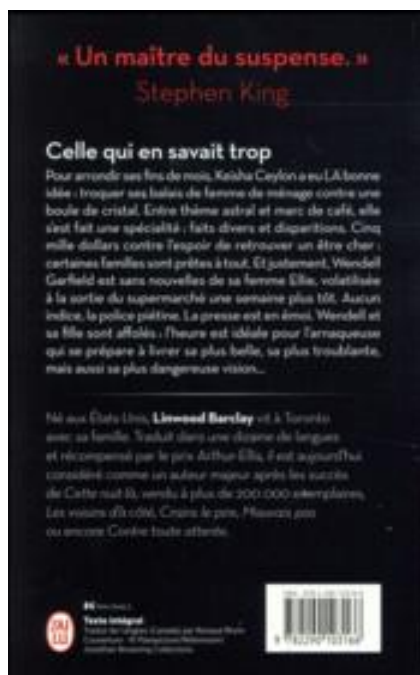 « Un maître du suspense. »
Stephen King
Celle qui en savait trop
Pour arrondir ses fins de mois, Keisha Ceylon a eu LA bonne
idée : troquer ses balais de femme de ménage contre une
boule de cristal. Entre thème astral et marc de café, elle
s'est fait une spécialité : faits divers et disparitions. Cinq
mille dollars contre l'espoir de retrouver un être cher :
certaines familles sont prêtes à tout. Et justement, Wendell
Garfield est sans nouvelles de sa femme Ellie, volatilisée
à la sortie du supermarché une semaine plus tôt. Aucun
indice, la police piétine. La presse est en émoi. Wendell et
sa fille sont affolés : l'heure est idéale pour l'arnaqueuse
qui se prépare à livrer sa plus belle, sa plus troublante,
mais aussi sa plus dangereuse vision...
Né aux États-Unis, Linwood Barclay vit à Toronto
avec sa famille. Traduit dans une dizaine de langues
et récompensé par le prix Arthur-Ellis, il est aujourd'hui
considéré comme un auteur majeur après les succès
de Cette nuit-là, vendu à plus de 200 000 exemplaires,
Les voisins d'à côté, Crains le pire, Mauvais pas
ou encore Contre toute attente.
J'AI LU
Texte intégral
9 782290 103166